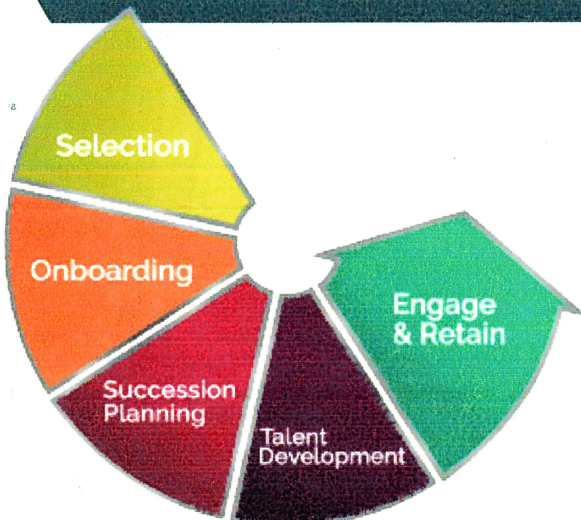 Selection
Onboarding
Succession
Planning
Talent
Development
Engage
& Retain